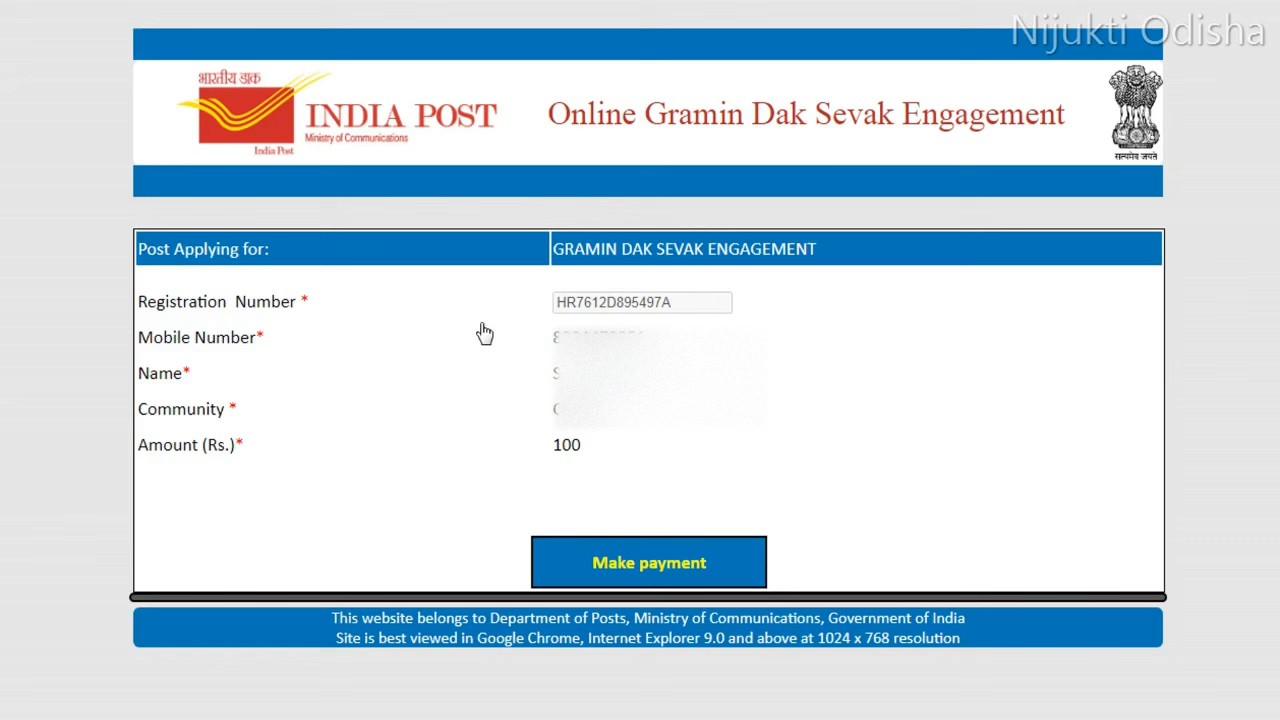 Nijukti Odisha
भारतीय डाक
India Post
INDIA POST
Ministry of Communications
Online Gramin Dak Sevak Engagement
सत्यमेव जयते
Post Applying for: GRAMIN DAK SEVAK ENGAGEMENT
Registration Number * HR7612D895497A
Mobile Number*
Name*
Community *
Amount (Rs.)* 100
Make payment
This website belongs to Department of Posts, Ministry of Communications, Government of India
Site is best viewed in Google Chrome, Internet Explorer 9.0 and above at 1024 x 768 resolution